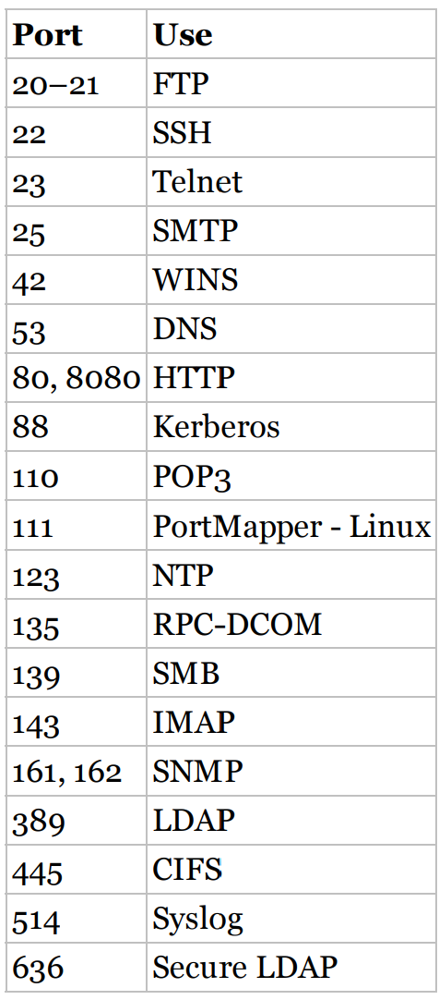 Port Use
20–21 FTP
22 SSH
23 Telnet
25 SMTP
42 WINS
53 DNS
80, 8080 HTTP
88 Kerberos
110 POP3
111 PortMapper - Linux
123 NTP
135 RPC-DCOM
139 SMB
143 IMAP
161, 162 SNMP
389 LDAP
445 CIFS
514 Syslog
636 Secure LDAP